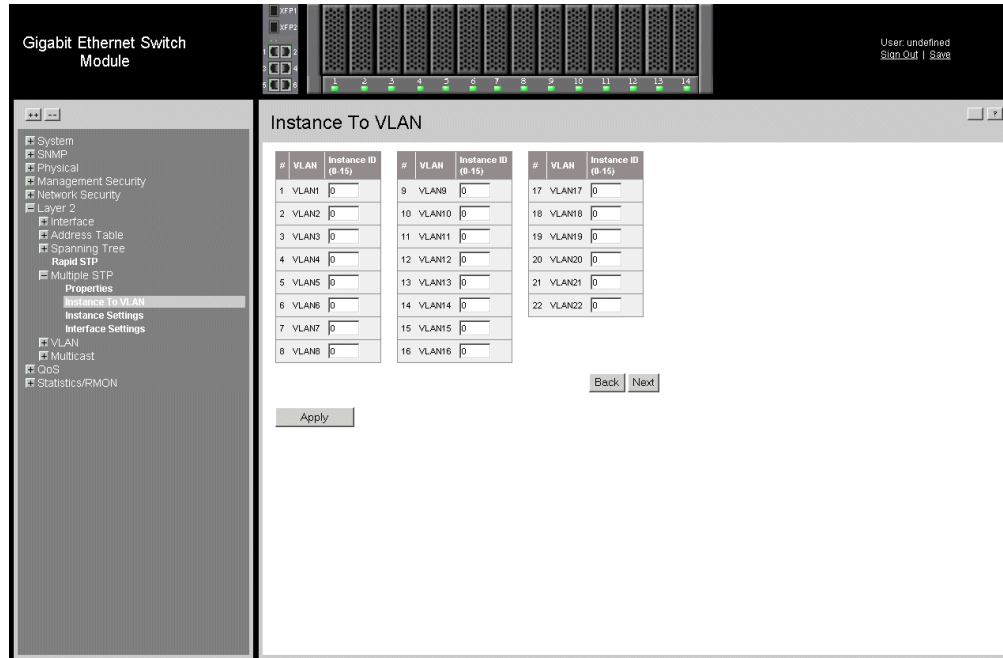 Gigabit Ethernet Switch
Module
XFP1
XFP2
1 2
3 4
5 6
1 2 3 4 5 6 7 8 9 10 11 12 13 14
User: undefined
Sign Out | Save
++ --
System
SNMP
Physical
Management Security
Network Security
Layer 2
Interface
Address Table
Spanning Tree
Rapid STP
Multiple STP
Properties
Instance To VLAN
Instance Settings
Interface Settings
VLAN
Multicast
QoS
Statistics/RMON
Instance To VLAN
?
# VLAN Instance ID (0-15)
1 VLAN1 0
2 VLAN2 0
3 VLAN3 0
4 VLAN4 0
5 VLAN5 0
6 VLAN6 0
7 VLAN7 0
8 VLAN8 0
# VLAN Instance ID (0-15)
9 VLAN9 0
10 VLAN10 0
11 VLAN11 0
12 VLAN12 0
13 VLAN13 0
14 VLAN14 0
15 VLAN15 0
16 VLAN16 0
# VLAN Instance ID (0-15)
17 VLAN17 0
18 VLAN18 0
19 VLAN19 0
20 VLAN20 0
21 VLAN21 0
22 VLAN22 0
Back Next
Apply